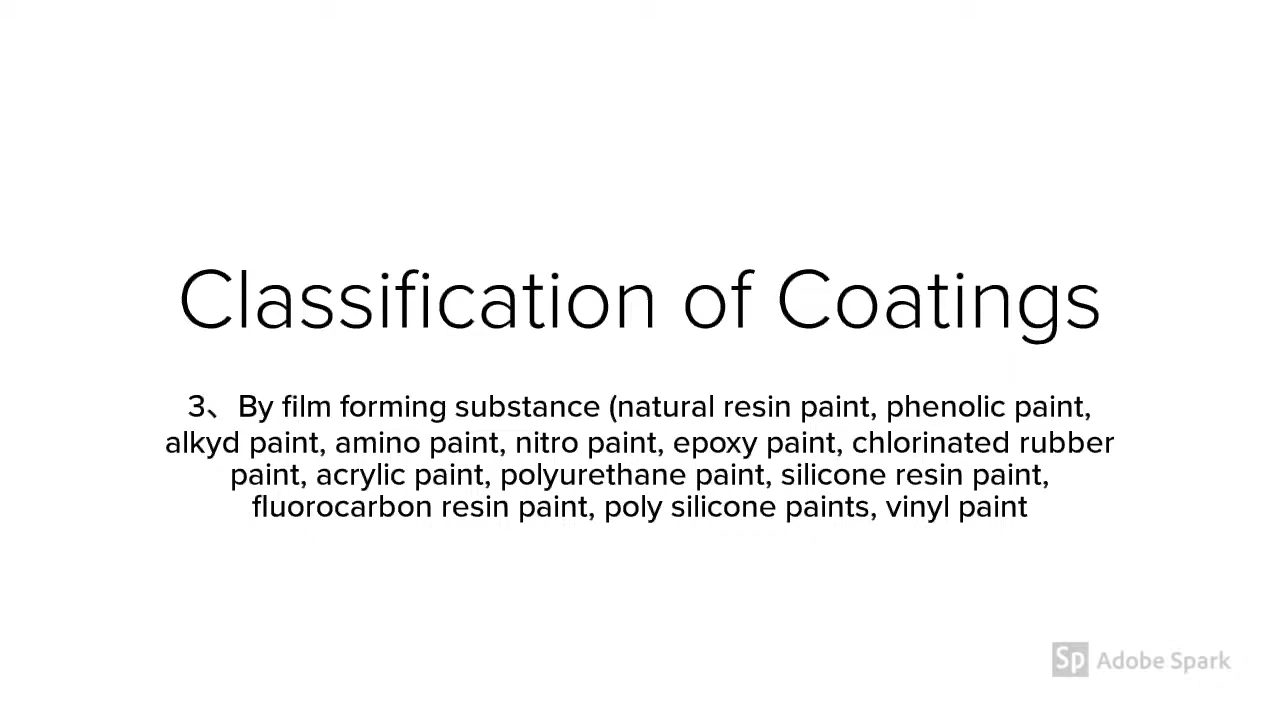 Classification of Coatings
3、By film forming substance (natural resin paint, phenolic paint,
alkyd paint, amino paint, nitro paint, epoxy paint, chlorinated rubber
paint, acrylic paint, polyurethane paint, silicone resin paint,
fluorocarbon resin paint, poly silicone paints, vinyl paint
Sp Adobe Spark